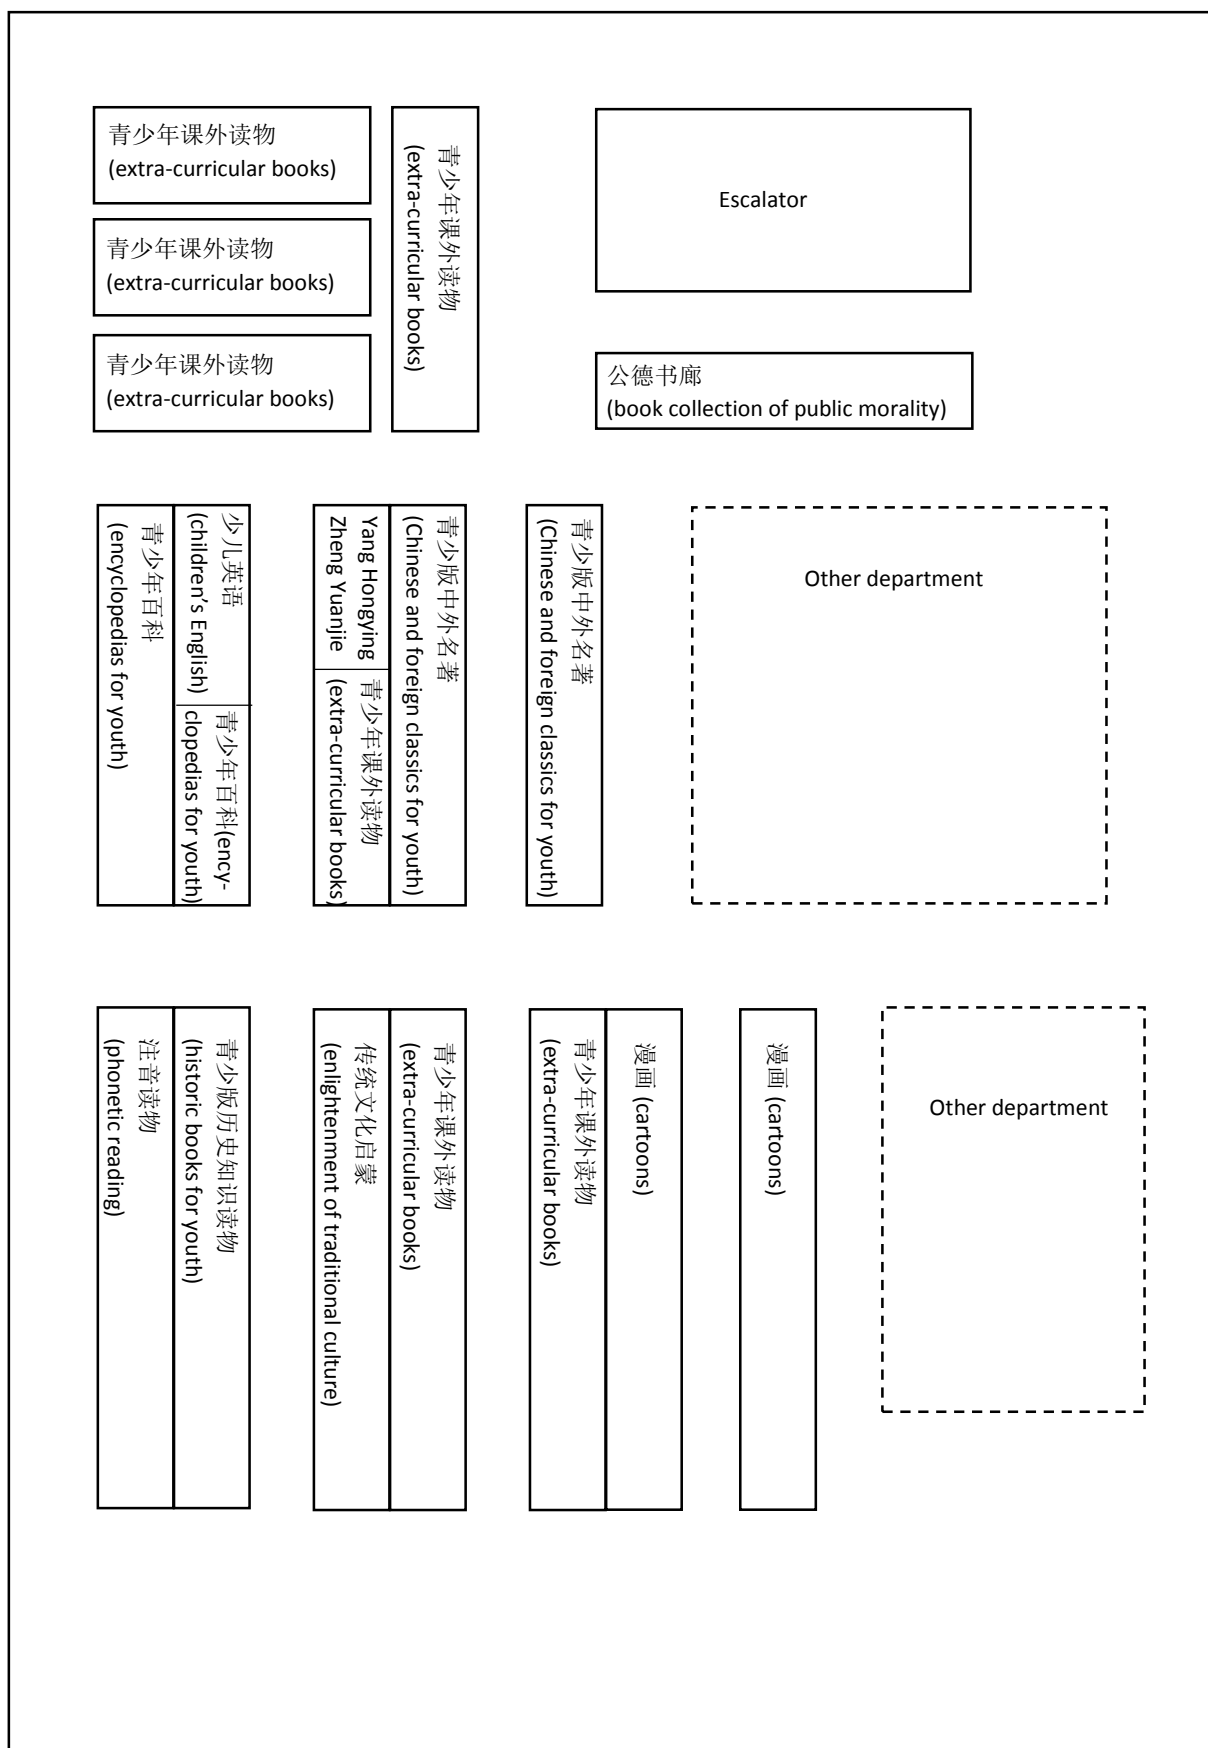 青少年课外读物
(extra-curricular books)
青少年课外读物
(extra-curricular books)
青少年课外读物
(extra-curricular books)
青少年课外读物
(extra-curricular books)
Escalator
公德书廊
(book collection of public morality)
青少年百科
(encyclopedias for youth)
少儿英语
(children's English)
青少年百科(ency-
clopedias for youth)
Yang Hongying
Zheng Yuanjie
青少年课外读物
(extra-curricular books)
青少版中外名著
(Chinese and foreign classics for youth)
青少版中外名著
(Chinese and foreign classics for youth)
Other department
注音读物
(phonetic reading)
青少版历史知识读物
(historic books for youth)
传统文化启蒙
(enlightenment of traditional culture)
青少年课外读物
(extra-curricular books)
青少年课外读物
(extra-curricular books)
漫画 (cartoons)
漫画 (cartoons)
Other department